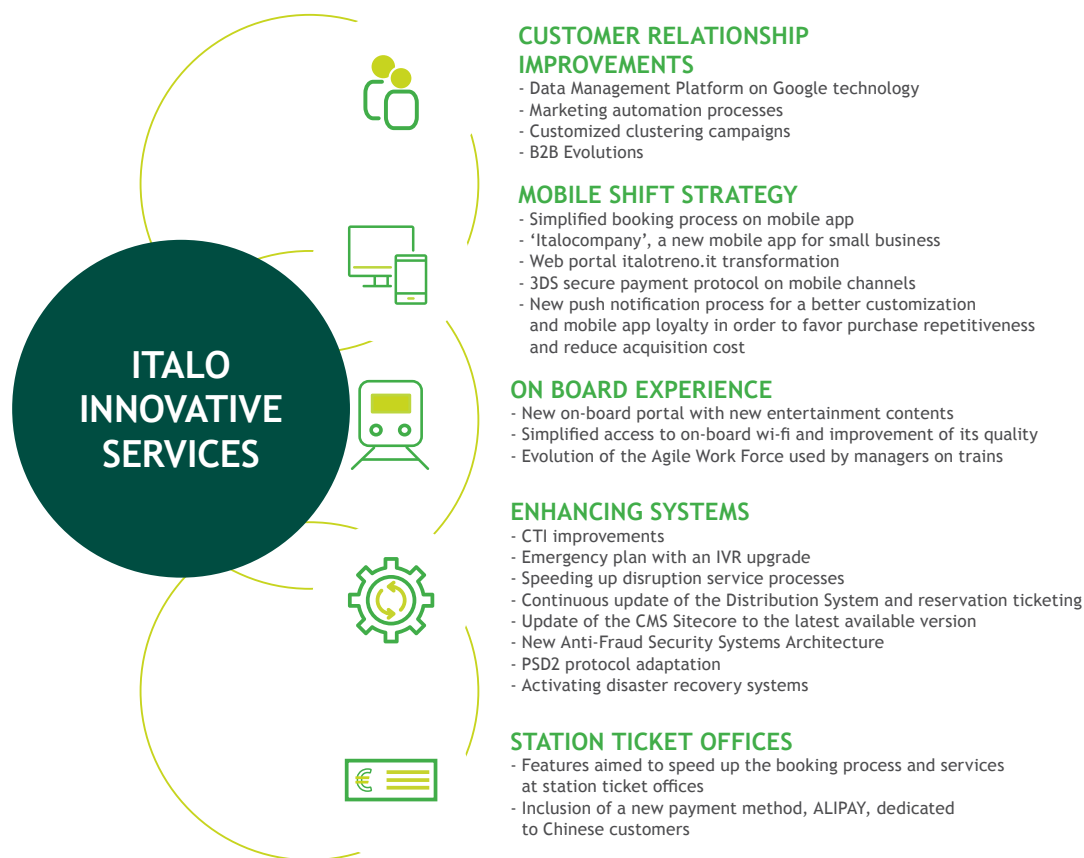 ITALO
INNOVATIVE
SERVICES
CUSTOMER RELATIONSHIP
IMPROVEMENTS
- Data Management Platform on Google technology
- Marketing automation processes
- Customized clustering campaigns
- B2B Evolutions
MOBILE SHIFT STRATEGY
- Simplified booking process on mobile app
- ‘Italocompany’, a new mobile app for small business
- Web portal italotreno.it transformation
- 3DS secure payment protocol on mobile channels
- New push notification process for a better customization
and mobile app loyalty in order to favor purchase repetitiveness
and reduce acquisition cost
ON BOARD EXPERIENCE
- New on-board portal with new entertainment contents
- Simplified access to on-board wi-fi and improvement of its quality
- Evolution of the Agile Work Force used by managers on trains
ENHANCING SYSTEMS
- CTI improvements
- Emergency plan with an IVR upgrade
- Speeding up disruption service processes
- Continuous update of the Distribution System and reservation ticketing
- Update of the CMS Sitecore to the latest available version
- New Anti-Fraud Security Systems Architecture
- PSD2 protocol adaptation
- Activating disaster recovery systems
STATION TICKET OFFICES
- Features aimed to speed up the booking process and services
at station ticket offices
- Inclusion of a new payment method, ALIPAY, dedicated
to Chinese customers
€